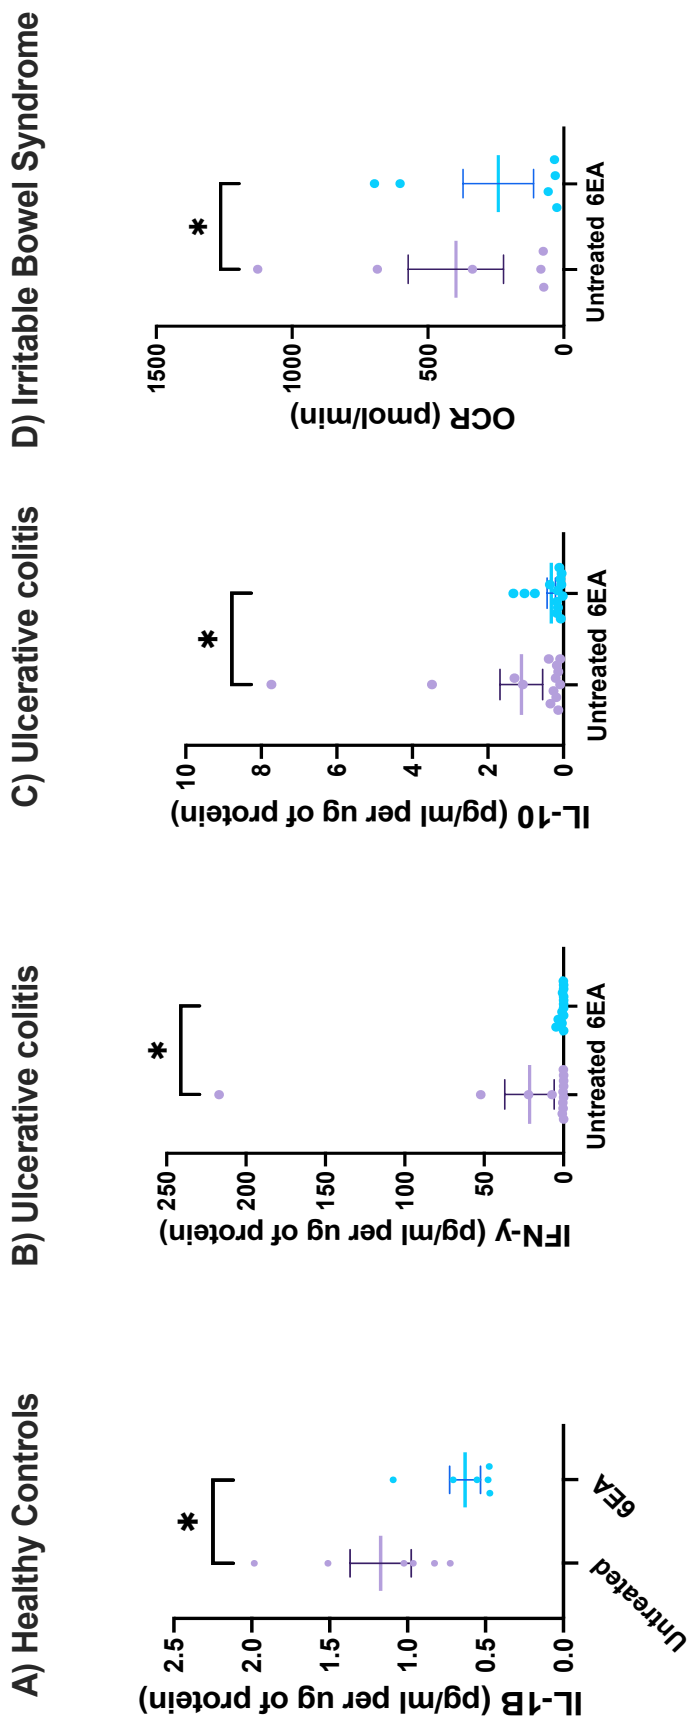 A) Healthy Controls
IL-1B (pg/ml per ug of protein)
2.5
2.0
1.5
1.0
0.5
0.0
*
Untreated
6EA
B) Ulcerative colitis
IFN-y (pg/ml per ug of protein)
250
200
150
100
50
0
*
Untreated 6EA
C) Ulcerative colitis
IL-10 (pg/ml per ug of protein)
10
8
6
4
2
0
*
Untreated 6EA
D) Irritable Bowel Syndrome
OCR (pmol/min)
1500
1000
500
0
*
Untreated 6EA